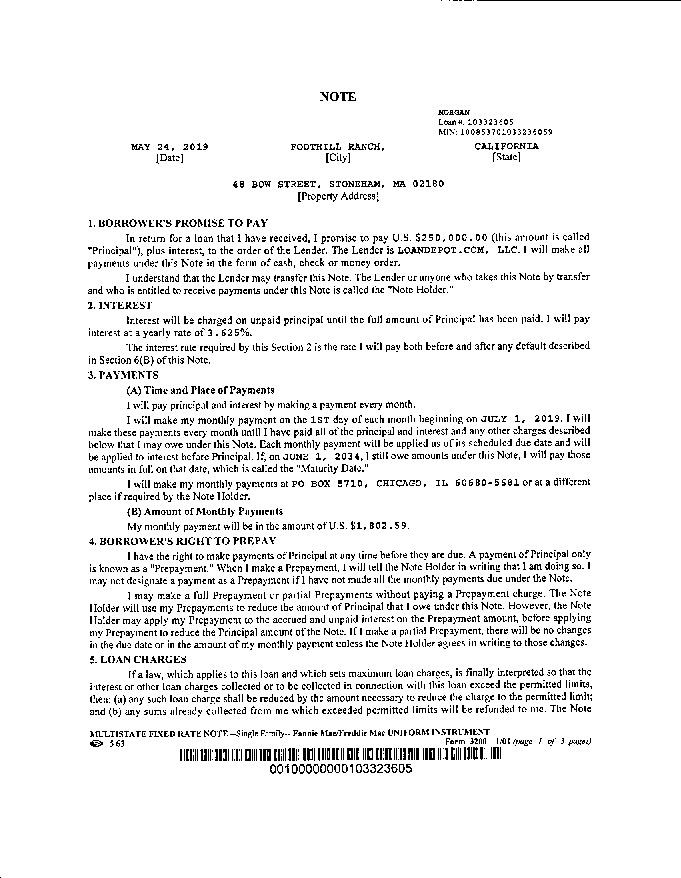 NOTE
MORGAN
Loan #: 103323605
MIN: 100853701033236059
MAY 24, 2019 FOOTHILL RANCH, CALIFORNIA
[Date] [City] [State]
48 BOW STREET, STONEHAM, MA 02180
[Property Address]
1. BORROWER'S PROMISE TO PAY
In return for a loan that I have received, I promise to pay U.S. $250,000.00 (this amount is called
"Principal"), plus interest, to the order of the Lender. The Lender is LOANDEPOT.COM, LLC. I will make all
payments under this Note in the form of cash, check or money order.
I understand that the Lender may transfer this Note. The Lender or anyone who takes this Note by transfer
and who is entitled to receive payments under this Note is called the "Note Holder."
2. INTEREST
Interest will be charged on unpaid principal until the full amount of Principal has been paid. I will pay
interest at a yearly rate of 3.625%.
The interest rate required by this Section 2 is the rate I will pay both before and after any default described
in Section 6(B) of this Note.
3. PAYMENTS
(A) Time and Place of Payments
I will pay principal and interest by making a payment every month.
I will make my monthly payment on the 1ST day of each month beginning on JULY 1, 2019. I will
make these payments every month until I have paid all of the principal and interest and any other charges described
below that I may owe under this Note. Each monthly payment will be applied as of its scheduled due date and will
be applied to interest before Principal. If, on JUNE 1, 2034, I still owe amounts under this Note, I will pay those
amounts in full on that date, which is called the "Maturity Date."
I will make my monthly payments at PO BOX 5710, CHICAGO, IL 60680-5681 or at a different
place if required by the Note Holder.
(B) Amount of Monthly Payments
My monthly payment will be in the amount of U.S. $1,802.59.
4. BORROWER'S RIGHT TO PREPAY
I have the right to make payments of Principal at any time before they are due. A payment of Principal only
is known as a "Prepayment." When I make a Prepayment, I will tell the Note Holder in writing that I am doing so. I
may not designate a payment as a Prepayment if I have not made all the monthly payments due under the Note.
I may make a full Prepayment or partial Prepayments without paying a Prepayment charge. The Note
Holder will use my Prepayments to reduce the amount of Principal that I owe under this Note. However, the Note
Holder may apply my Prepayment to the accrued and unpaid interest on the Prepayment amount, before applying
my Prepayment to reduce the Principal amount of the Note. If I make a partial Prepayment, there will be no changes
in the due date or in the amount of my monthly payment unless the Note Holder agrees in writing to those changes.
5. LOAN CHARGES
If a law, which applies to this loan and which sets maximum loan charges, is finally interpreted so that the
interest or other loan charges collected or to be collected in connection with this loan exceed the permitted limits,
then: (a) any such loan charge shall be reduced by the amount necessary to reduce the charge to the permitted limit;
and (b) any sums already collected from me which exceeded permitted limits will be refunded to me. The Note
MULTISTATE FIXED RATE NOTE--Single Family-- Fannie Mae/Freddie Mac UNIFORM INSTRUMENT
363 Form 3200 1/01 (page 1 of 3 pages)
00100000000103323605